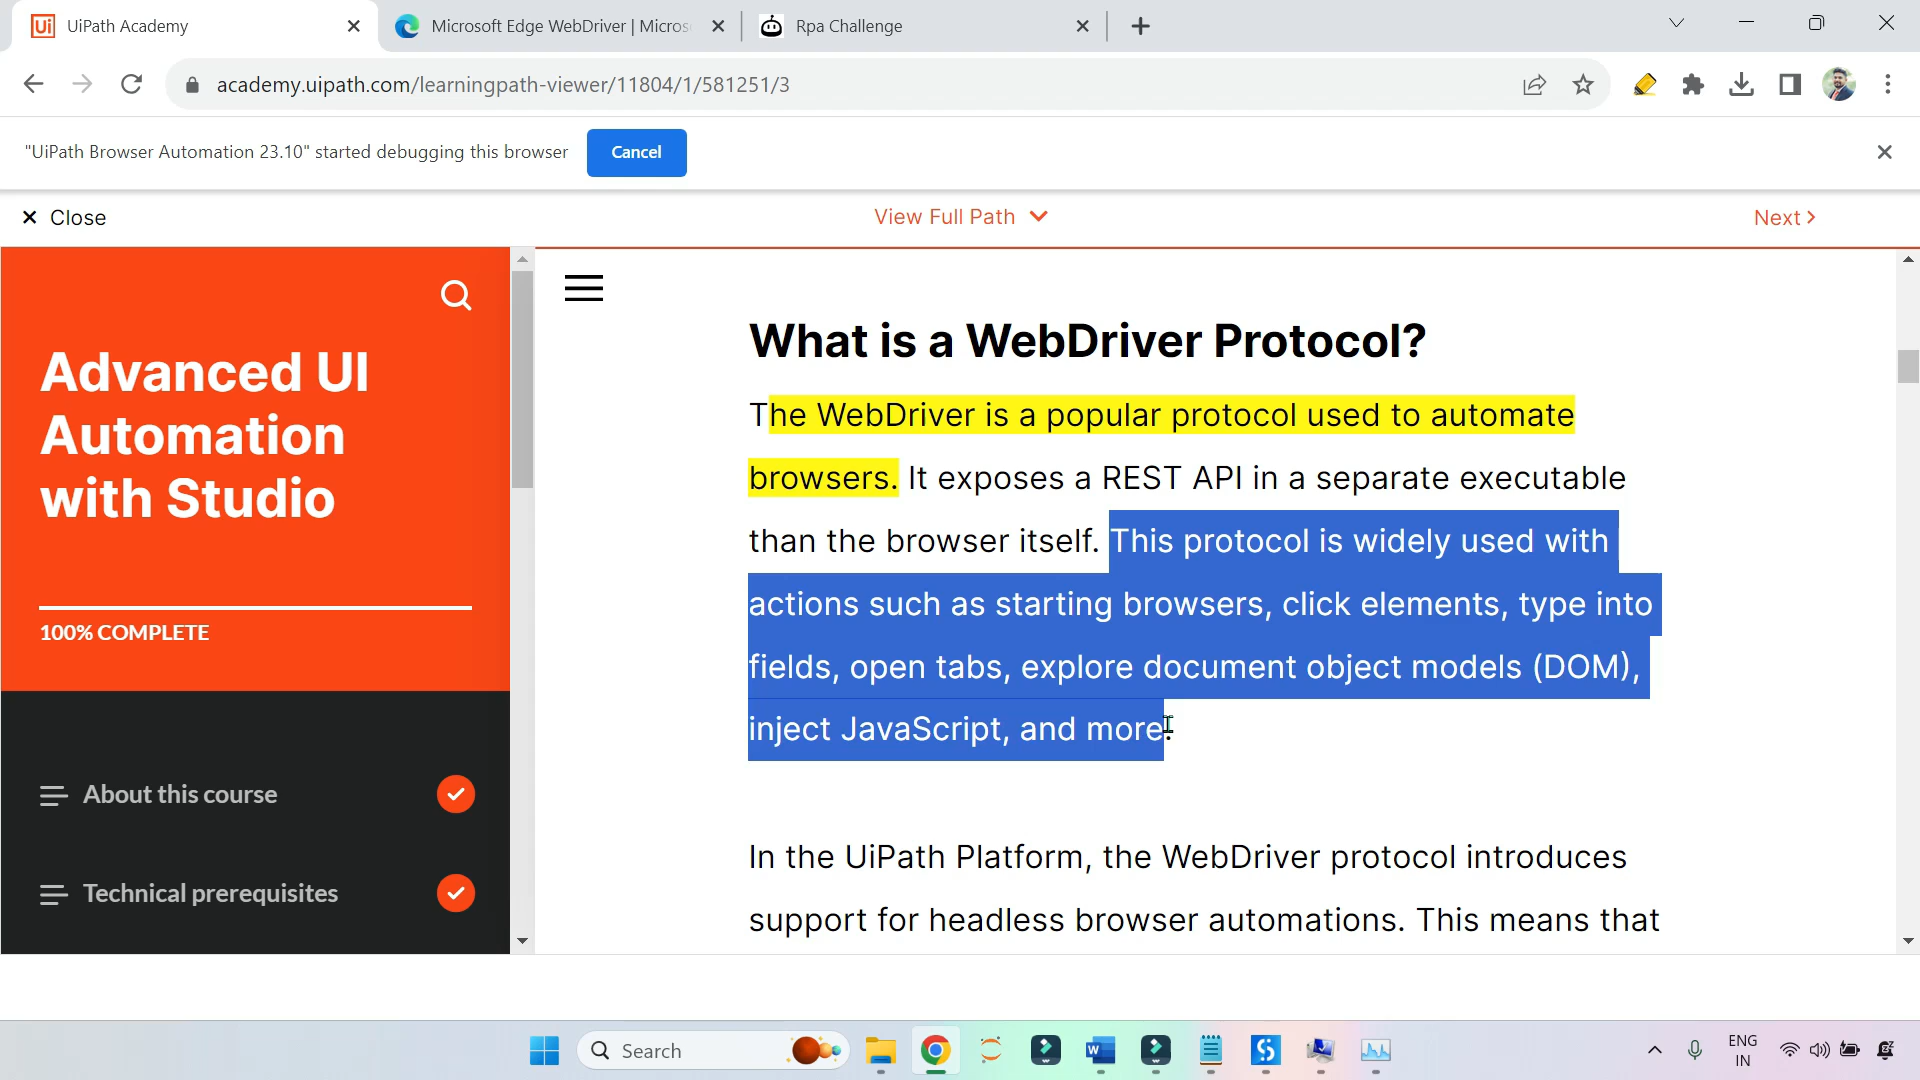 UiPath Academy
Microsoft Edge WebDriver | Micros
Rpa Challenge
academy.uipath.com/learningpath-viewer/11804/1/581251/3
"UiPath Browser Automation 23.10" started debugging this browser
Cancel
Close
View Full Path
Next
Advanced UI
Automation
with Studio
100% COMPLETE
About this course
Technical prerequisites
What is a WebDriver Protocol?
The WebDriver is a popular protocol used to automate
browsers. It exposes a REST API in a separate executable
than the browser itself. This protocol is widely used with
actions such as starting browsers, click elements, type into
fields, open tabs, explore document object models (DOM),
inject JavaScript, and more.
In the UiPath Platform, the WebDriver protocol introduces
support for headless browser automations. This means that
Search
ENG
IN